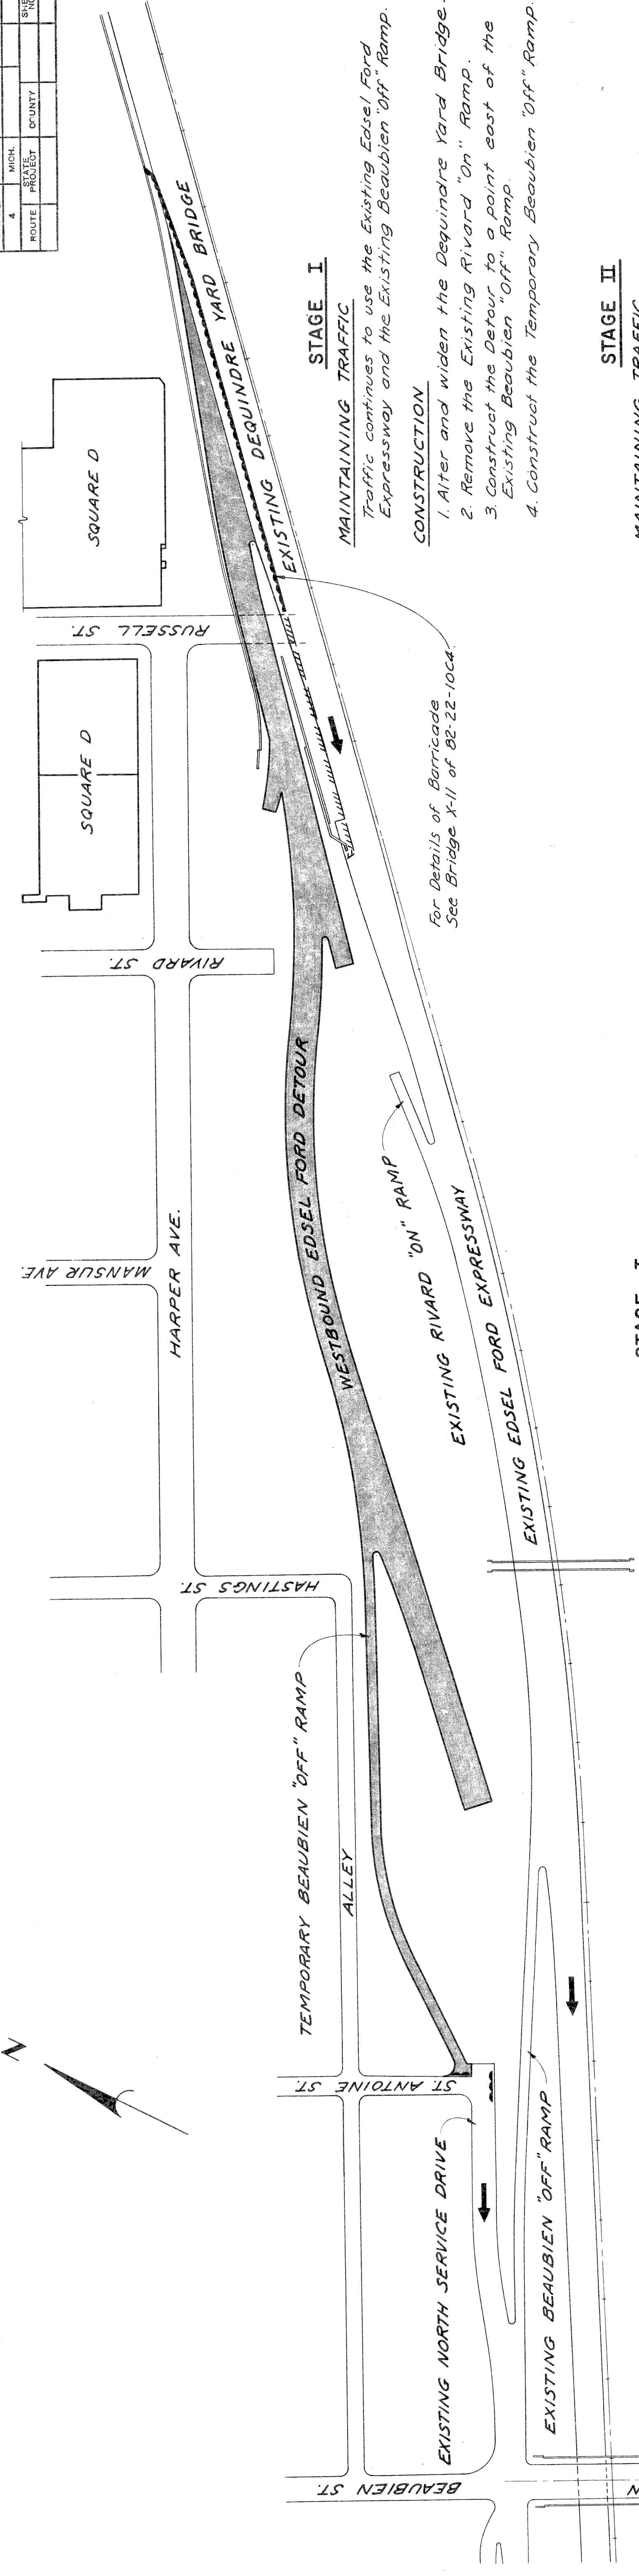 4
MICH.
ROUTE
STATE
PROJECT
COUNTY
SHE
NO
STAGE I
MAINTAINING TRAFFIC
Traffic continues to use the Existing Edsel Ford
Expressway and the Existing Beaubien "Off" Ramp.
CONSTRUCTION
1. Alter and widen the Dequindre Yard Bridge.
2. Remove the Existing Rivard "On" Ramp.
3. Construct the Detour to a point east of the
Existing Beaubien "Off" Ramp.
4. Construct the Temporary Beaubien "Off" Ramp.
STAGE II
MAINTAINING TRAFFIC
EXISTING DEQUINDRE YARD BRIDGE
SQUARE D
RUSSELL ST.
SQUARE D
RIVARD ST.
For Details of Barricade
See Bridge X-11 of 82-22-10C4.
WESTBOUND EDSEL FORD DETOUR
MANSUR AVE.
HARPER AVE.
EXISTING RIVARD "ON" RAMP
EXISTING EDSEL FORD EXPRESSWAY
HASTINGS ST.
TEMPORARY BEAUBIEN "OFF" RAMP
ALLEY
ST. ANTOINE ST.
EXISTING NORTH SERVICE DRIVE
EXISTING BEAUBIEN "OFF" RAMP
BEAUBIEN ST.
N